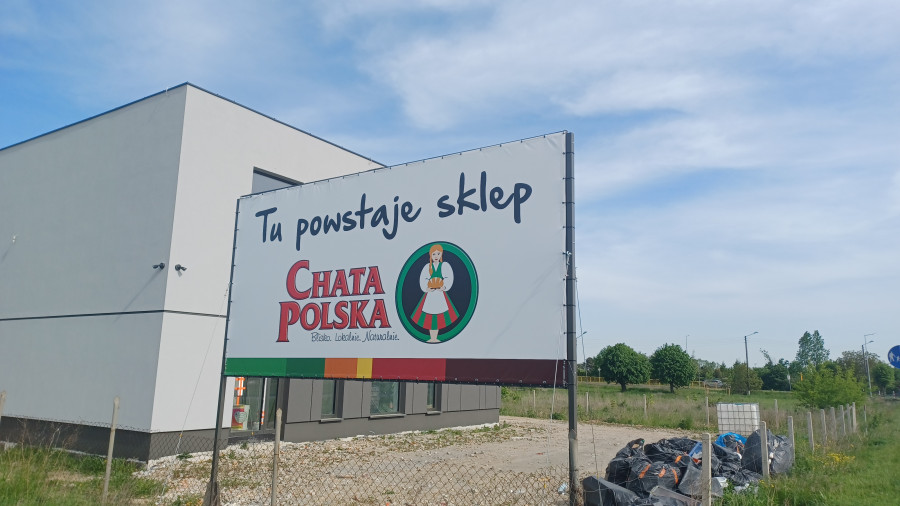 Tu powstaje sklep
CHATA
POLSKA
Blisko. Lokalnie. Naturalnie.